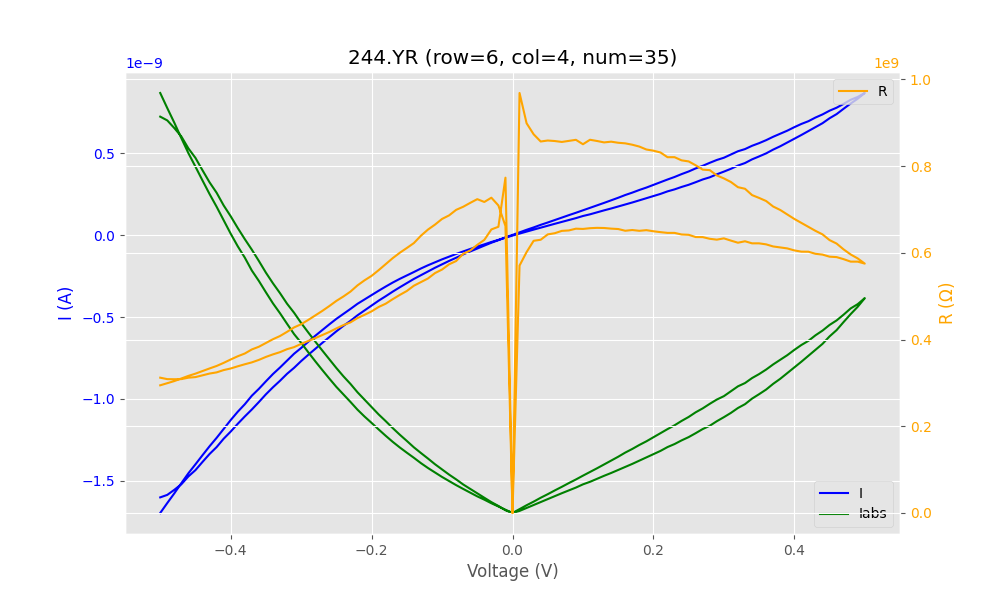 244.YR (row=6, col=4, num=35)
1e−9
1e9
R
0.5
0.0
−0.5
−1.0
−1.5
I (A)
1.0
0.8
0.6
0.4
0.2
0.0
R (Ω)
I
Iabs
−0.4
−0.2
0.0
0.2
0.4
Voltage (V)